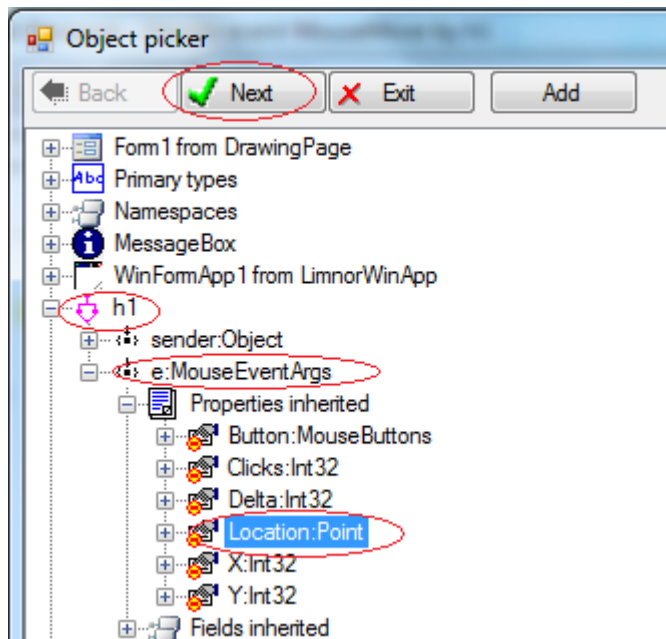 Object picker
Back Next Exit Add
Form1 from DrawingPage
Abc Primary types
Namespaces
MessageBox
WinFormApp1 from LimnorWinApp
h1
sender:Object
e:MouseEventArgs
Properties inherited
Button:MouseButtons
Clicks:Int32
Delta:Int32
Location:Point
X:Int32
Y:Int32
Fields inherited